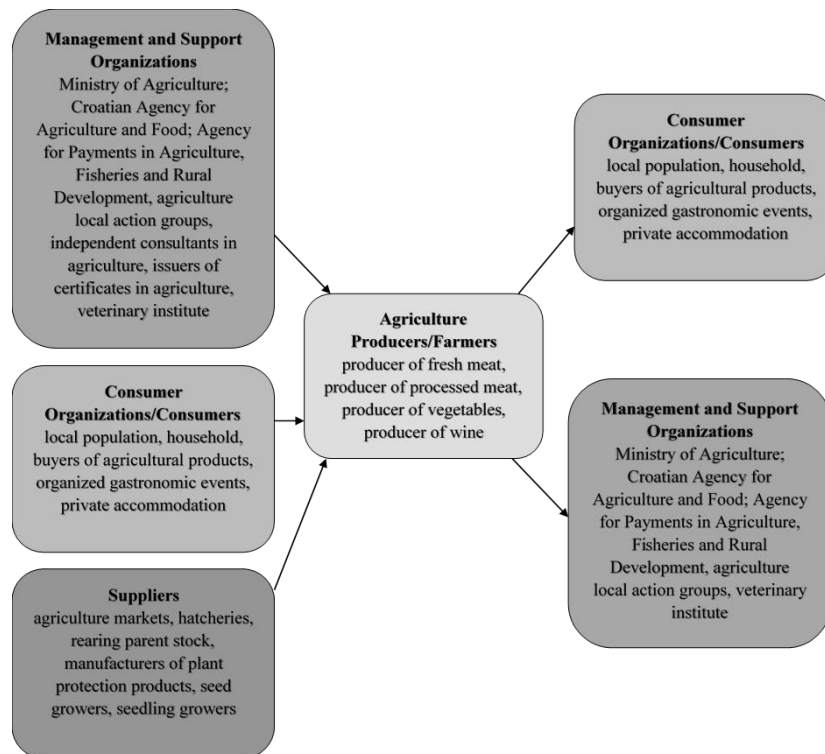 Management and Support
Organizations
Ministry of Agriculture;
Croatian Agency for
Agriculture and Food; Agency
for Payments in Agriculture,
Fisheries and Rural
Development, agriculture
local action groups,
independent consultants in
agriculture, issuers of
certificates in agriculture,
veterinary institute
Consumer
Organizations/Consumers
local population, household,
buyers of agricultural products,
organized gastronomic events,
private accommodation
Suppliers
agriculture markets, hatcheries,
rearing parent stock,
manufacturers of plant
protection products, seed
growers, seedling growers
Agriculture
Producers/Farmers
producer of fresh meat,
producer of processed meat,
producer of vegetables,
producer of wine
Consumer
Organizations/Consumers
local population, household,
buyers of agricultural products,
organized gastronomic events,
private accommodation
Management and Support
Organizations
Ministry of Agriculture;
Croatian Agency for
Agriculture and Food; Agency
for Payments in Agriculture,
Fisheries and Rural
Development, agriculture
local action groups, veterinary
institute